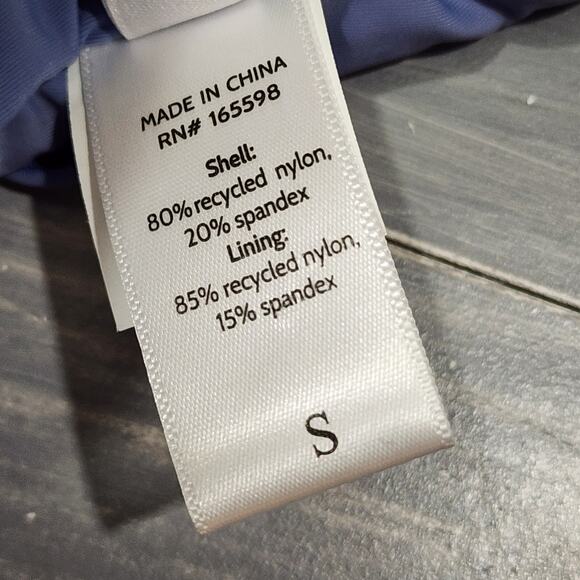 MADE IN CHINA
RN# 165598
Shell:
80% recycled nylon,
20% spandex
Lining:
85% recycled nylon,
15% spandex
S